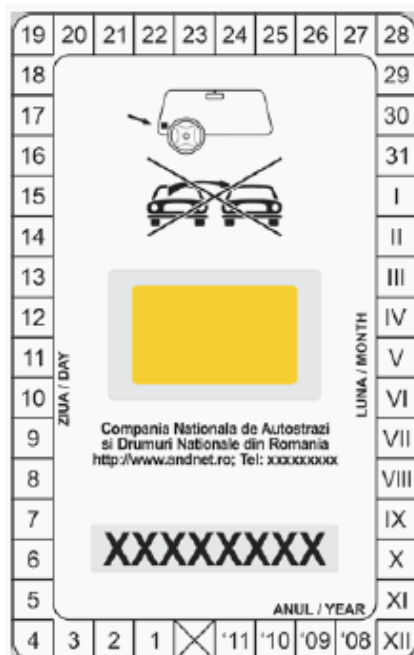 19 20 21 22 23 24 25 26 27 28
18 29
17 30
16 31
15 I
14 II
13 III
12 IV
11 V
10 VI
9 VII
8 VIII
7 IX
6 X
5 XI
4 3 2 1 '11 '10 '09 '08 XII
ZIUA / DAY
LUNA / MONTH
Compania Nationala de Autostrazi
si Drumuri Nationale din Romania
http://www.andnet.ro; Tel: xxxxxxxxx
XXXXXXXX
ANUL / YEAR